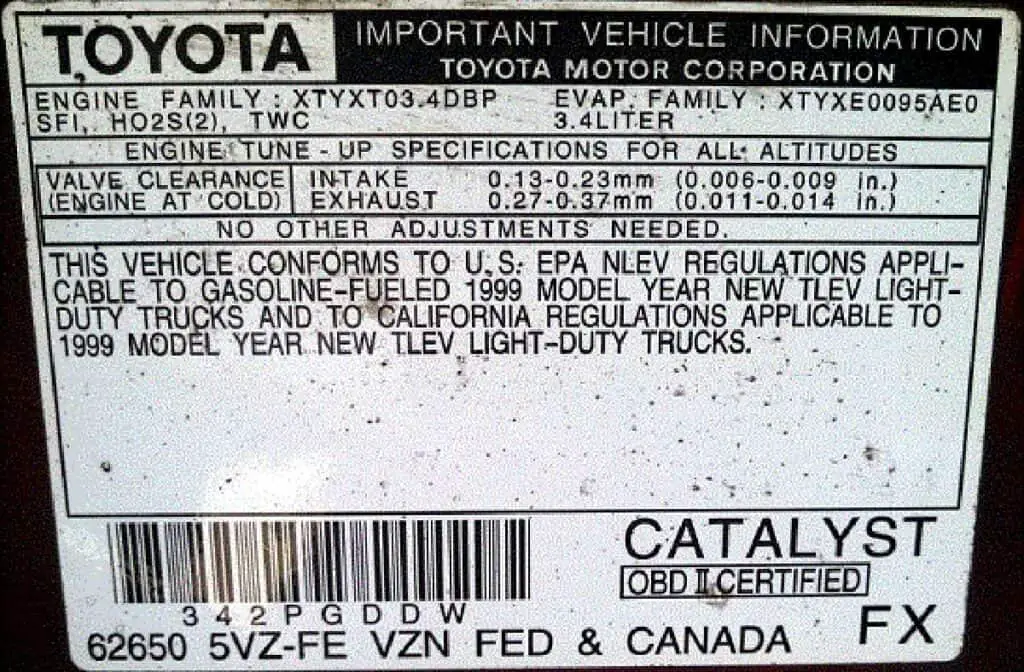 TOYOTA
IMPORTANT VEHICLE INFORMATION
TOYOTA MOTOR CORPORATION
ENGINE FAMILY : XTYXT03.4DBP EVAP. FAMILY : XTYXE0095AE0
SFI, HO2S(2), TWC 3.4LITER
ENGINE TUNE-UP SPECIFICATIONS FOR ALL ALTITUDES
VALVE CLEARANCE INTAKE 0.13-0.23mm (0.006-0.009 in.)
(ENGINE AT COLD) EXHAUST 0.27-0.37mm (0.011-0.014 in.)
NO OTHER ADJUSTMENTS NEEDED.
THIS VEHICLE CONFORMS TO U.S. EPA NLEV REGULATIONS APPLI-
CABLE TO GASOLINE-FUELED 1999 MODEL YEAR NEW TLEV LIGHT-
DUTY TRUCKS AND TO CALIFORNIA REGULATIONS APPLICABLE TO
1999 MODEL YEAR NEW TLEV LIGHT-DUTY TRUCKS.
CATALYST
OBD II CERTIFIED
342PGDDW
62650 5VZ-FE VZN FED & CANADA FX